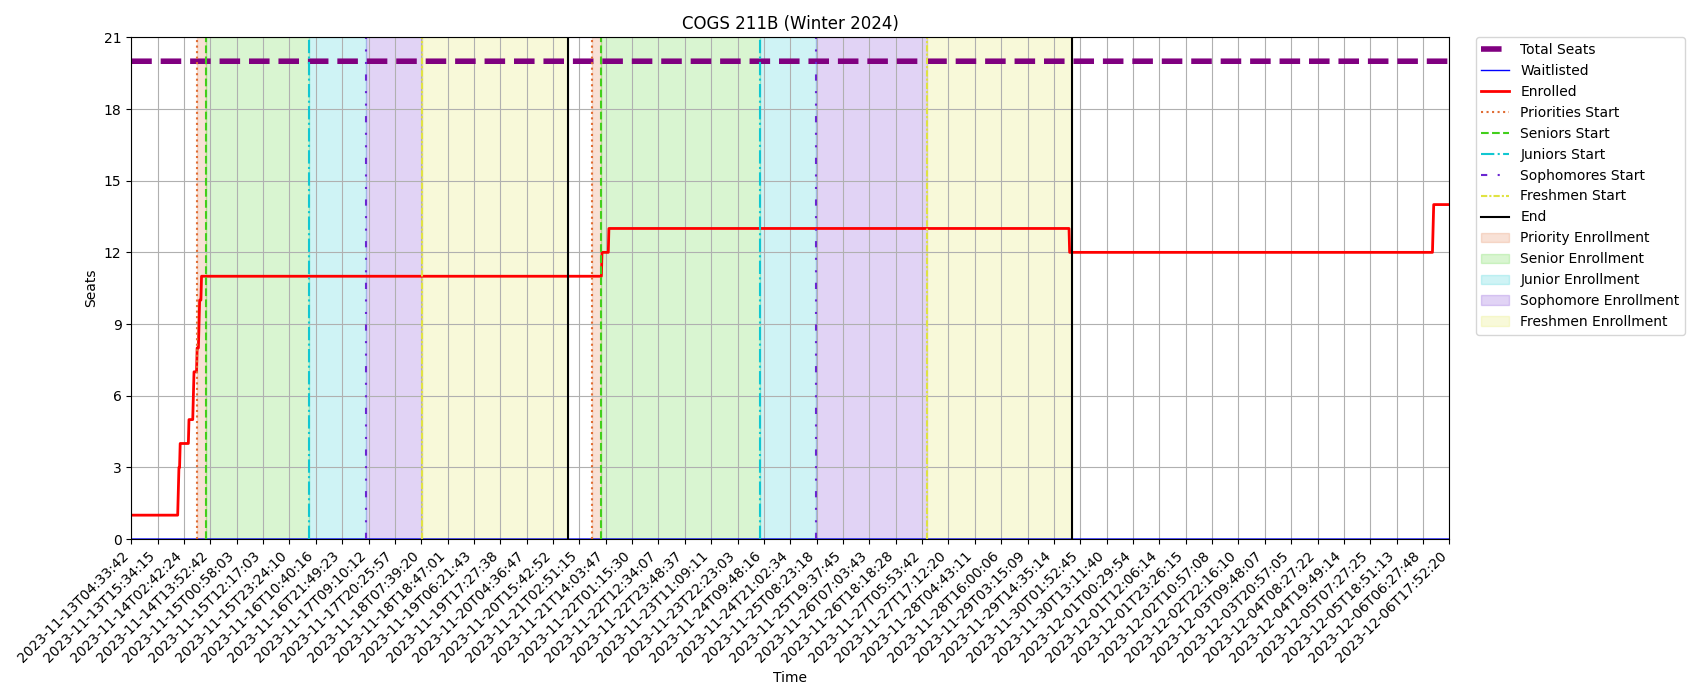 COGS 211B (Winter 2024)
21
18
15
12
9
6
3
0
Seats
2023-11-13T04:33:42
2023-11-13T15:34:15
2023-11-14T02:42:24
2023-11-14T13:52:42
2023-11-15T00:58:03
2023-11-15T12:17:03
2023-11-15T23:24:10
2023-11-16T10:40:16
2023-11-16T21:49:23
2023-11-17T09:10:12
2023-11-17T20:25:57
2023-11-18T07:39:20
2023-11-18T18:47:01
2023-11-19T06:21:43
2023-11-19T17:27:38
2023-11-20T04:36:47
2023-11-20T15:42:52
2023-11-21T02:51:15
2023-11-21T14:03:47
2023-11-22T01:15:30
2023-11-22T12:34:07
2023-11-22T23:48:37
2023-11-23T11:09:11
2023-11-23T22:23:03
2023-11-24T09:48:16
2023-11-24T21:02:34
2023-11-25T08:23:18
2023-11-25T19:37:45
2023-11-26T07:03:43
2023-11-26T18:18:28
2023-11-27T05:53:42
2023-11-27T17:12:20
2023-11-28T04:43:11
2023-11-28T16:00:06
2023-11-29T03:15:09
2023-11-29T14:35:14
2023-11-30T01:52:45
2023-11-30T13:11:40
2023-12-01T00:29:54
2023-12-01T12:06:14
2023-12-01T23:26:15
2023-12-02T10:57:08
2023-12-02T22:16:10
2023-12-03T09:48:07
2023-12-03T20:57:05
2023-12-04T08:27:22
2023-12-04T19:49:14
2023-12-05T07:27:25
2023-12-05T18:51:13
2023-12-06T06:27:48
2023-12-06T17:52:20
Time
Total Seats
Waitlisted
Enrolled
Priorities Start
Seniors Start
Juniors Start
Sophomores Start
Freshmen Start
End
Priority Enrollment
Senior Enrollment
Junior Enrollment
Sophomore Enrollment
Freshmen Enrollment